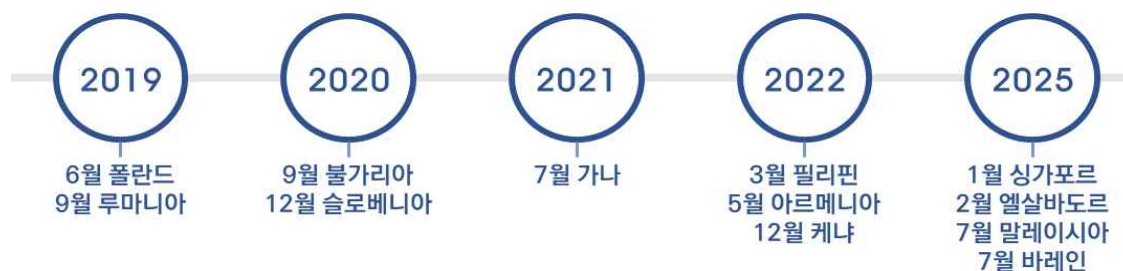 2019
6월 폴란드
9월 루마니아
2020
9월 불가리아
12월 슬로베니아
2021
7월 가나
2022
3월 필리핀
5월 아르메니아
12월 케냐
2025
1월 싱가포르
2월 엘살바도르
7월 말레이시아
7월 바레인